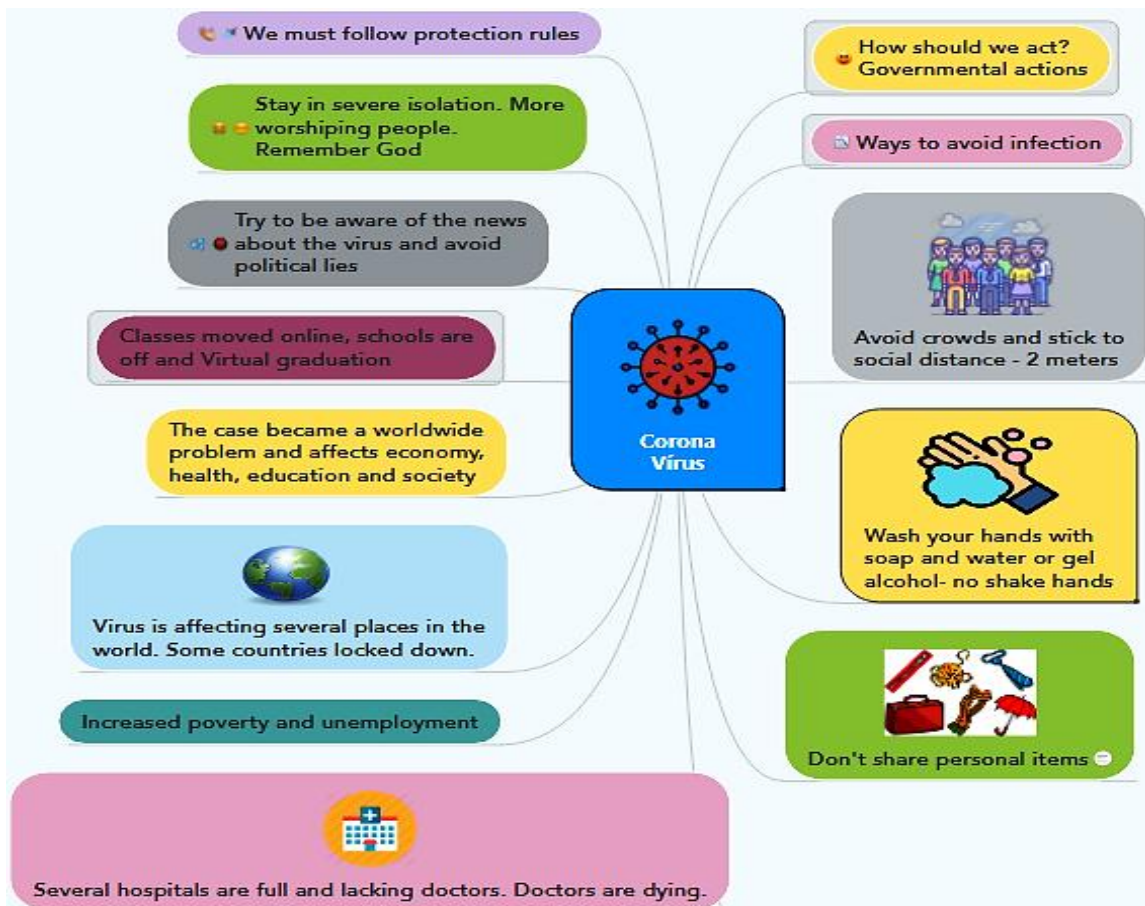 We must follow protection rules
Stay in severe isolation. More
worshiping people.
Remember God
Try to be aware of the news
about the virus and avoid
political lies
Classes moved online, schools are
off and Virtual graduation
The case became a worldwide
problem and affects economy,
health, education and society
Virus is affecting several places in the
world. Some countries locked down.
Increased poverty and unemployment
Several hospitals are full and lacking doctors. Doctors are dying.
Corona
Vírus
How should we act?
Governmental actions
Ways to avoid infection
Avoid crowds and stick to
social distance - 2 meters
Wash your hands with
soap and water or gel
alcohol- no shake hands
Don't share personal items